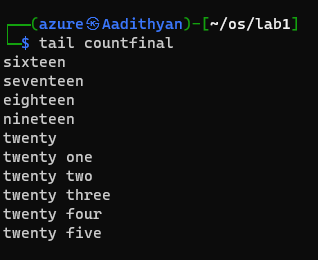 ┌──(azure㉿Aadithyan)-[~/os/lab1]
└─$ tail countfinal
sixteen
seventeen
eighteen
nineteen
twenty
twenty one
twenty two
twenty three
twenty four
twenty five